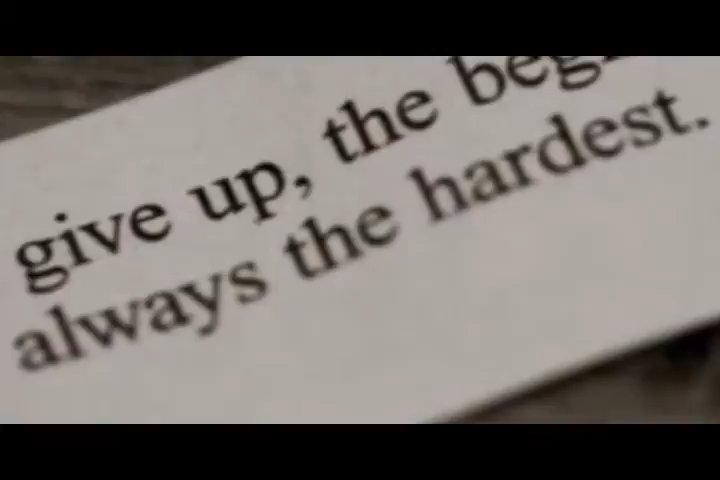 give up, the
always the hardest.